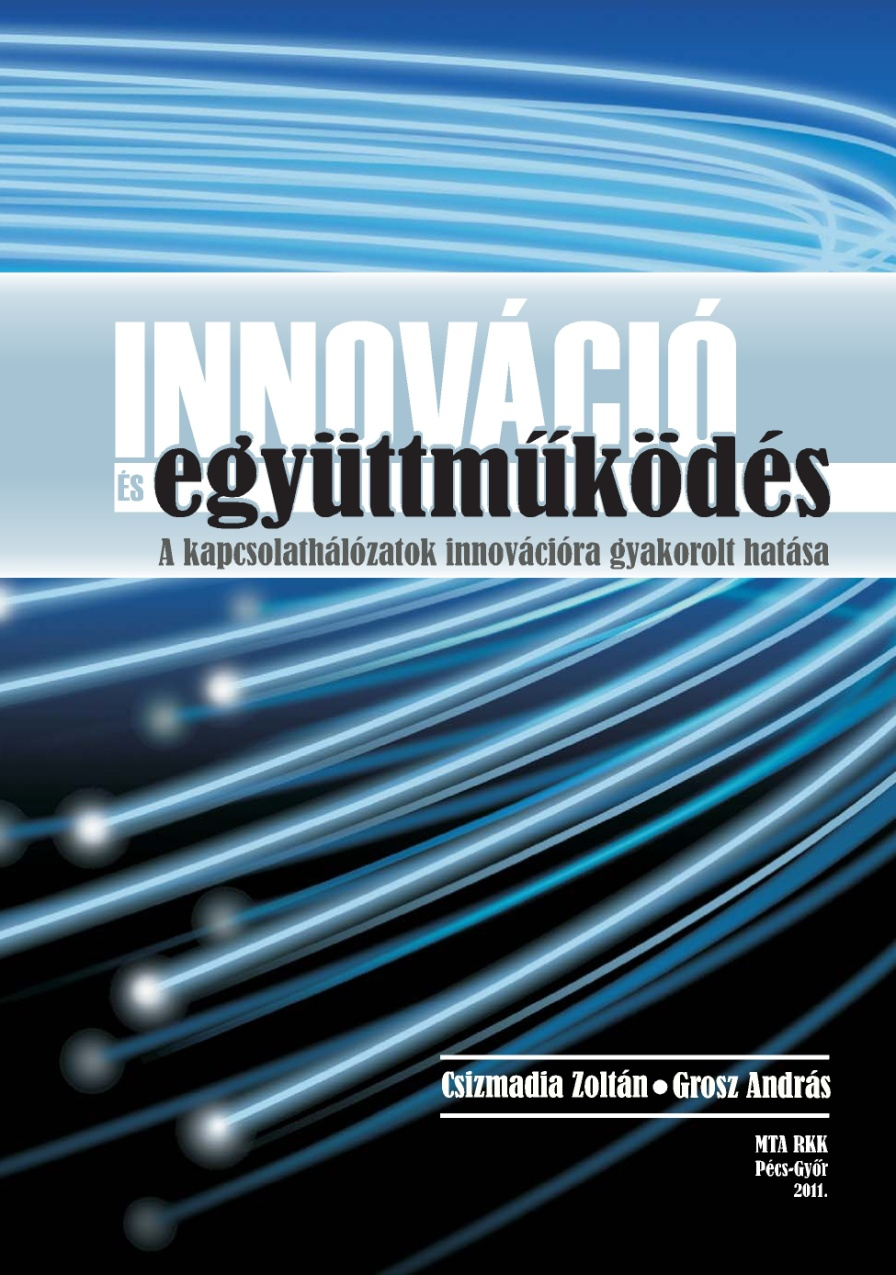 INNOVÁCIÓ
ÉS együttműködés
A kapcsolathálózatok innovációra gyakorolt hatása
Csizmadia Zoltán • Grosz András
MTA RKK
Pécs-Győr
2011.